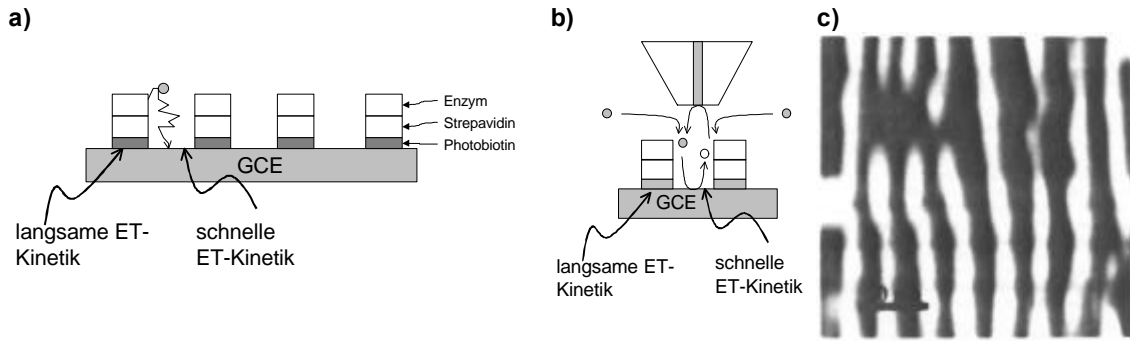 a)
Enzym
Strepavidin
Photobiotin
GCE
langsame ET-
Kinetik
schnelle
ET-Kinetik
b)
GCE
langsame ET-
Kinetik
schnelle
ET-Kinetik
c)